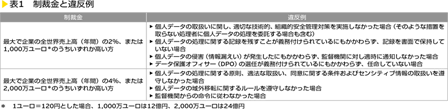 表1 制裁金と違反例
制裁金
違反例
最大で企業の全世界売上高(年間)の2%、または
1,000万ユーロ*のうちいずれか高い方
▶ 個人データの取扱いに関し、適切な技術的、組織的安全管理対策を実施しなかった場合(そのような措置を
取らない処理者に個人データの処理を委託する場合も含む)
▶ 個人データの処理に関する記録を残すことが義務付けられているにもかかわらず、記録を書面で保持して
いない場合
▶ 個人データの侵害(情報漏えい)が発生したにもかかわらず、監督機関に対し適時に通知しなかった場合
▶ データ保護オフィサー(DPO)の選任が義務付けられているにもかかわらず、任命していない場合
最大で企業の全世界売上高(年間)の4%、または
2,000万ユーロ*のうちいずれか高い方
▶ 個人データの処理に関する原則、適法な取扱い、同意に関する条件およびセンシティブ情報の取扱いを遵
守しなかった場合
▶ 個人データの域外移転に関するルールを遵守しなかった場合
▶ 監督機関からの命令に従わなかった場合
* 1ユーロ=120円とした場合、1,000万ユーロは12億円、2,000万ユーロは24億円